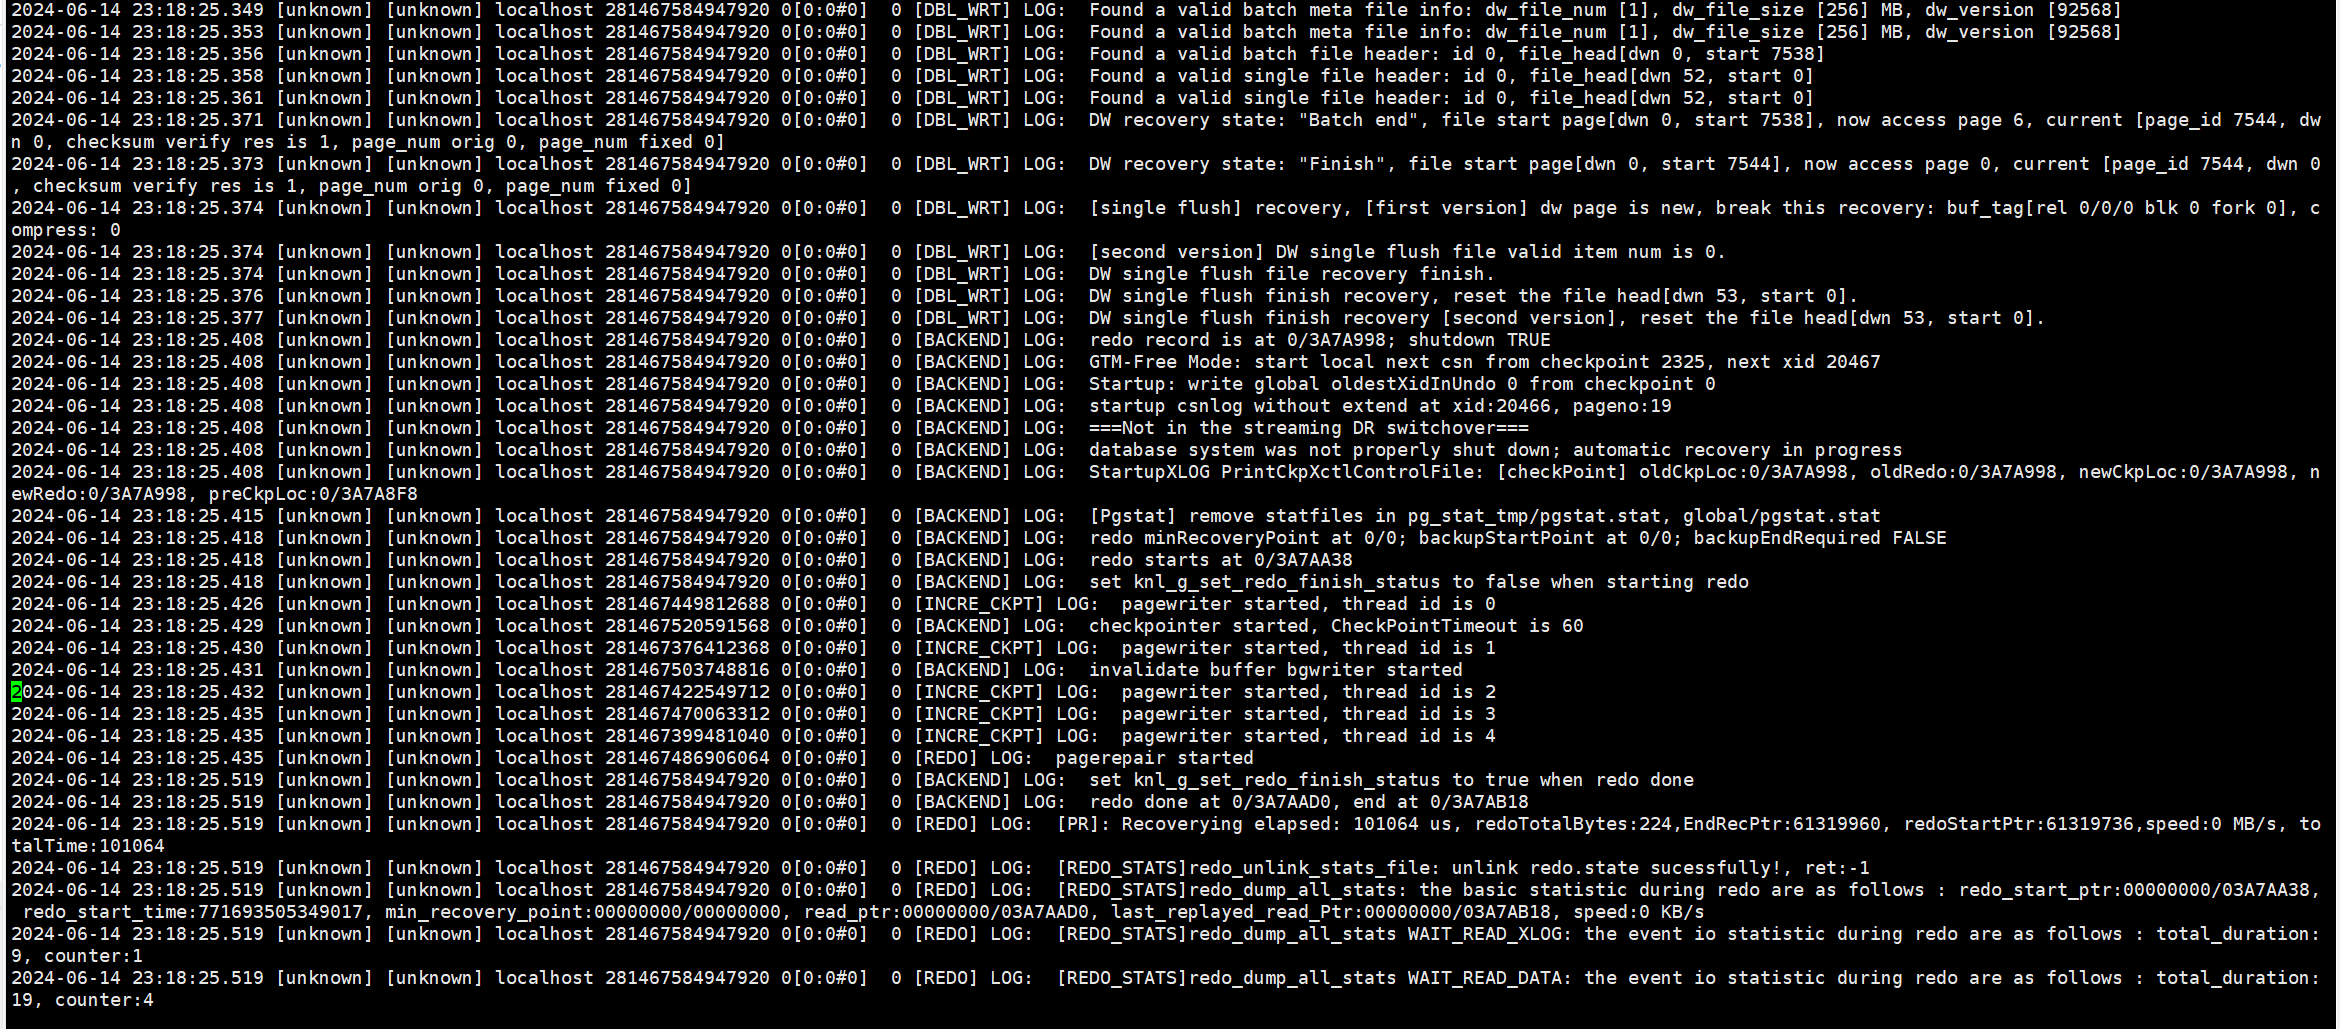 2024-06-14 23:18:25.349 [unknown] [unknown] localhost 281467584947920 0[0:0#0]  0 [DBL_WRT] LOG:  Found a valid batch meta file info: dw_file_num [1], dw_file_size [256] MB, dw_version [92568]
2024-06-14 23:18:25.353 [unknown] [unknown] localhost 281467584947920 0[0:0#0]  0 [DBL_WRT] LOG:  Found a valid batch meta file info: dw_file_num [1], dw_file_size [256] MB, dw_version [92568]
2024-06-14 23:18:25.356 [unknown] [unknown] localhost 281467584947920 0[0:0#0]  0 [DBL_WRT] LOG:  Found a valid batch file header: id 0, file_head[dwn 0, start 7538]
2024-06-14 23:18:25.358 [unknown] [unknown] localhost 281467584947920 0[0:0#0]  0 [DBL_WRT] LOG:  Found a valid single file header: id 0, file_head[dwn 52, start 0]
2024-06-14 23:18:25.361 [unknown] [unknown] localhost 281467584947920 0[0:0#0]  0 [DBL_WRT] LOG:  Found a valid single file header: id 0, file_head[dwn 52, start 0]
2024-06-14 23:18:25.371 [unknown] [unknown] localhost 281467584947920 0[0:0#0]  0 [DBL_WRT] LOG:  DW recovery state: "Batch end", file start page[dwn 0, start 7538], now access page 6, current [page_id 7544, dw
n 0, checksum verify res is 1, page_num orig 0, page_num fixed 0]
2024-06-14 23:18:25.373 [unknown] [unknown] localhost 281467584947920 0[0:0#0]  0 [DBL_WRT] LOG:  DW recovery state: "Finish", file start page[dwn 0, start 7544], now access page 0, current [page_id 7544, dwn 0
, checksum verify res is 1, page_num orig 0, page_num fixed 0]
2024-06-14 23:18:25.374 [unknown] [unknown] localhost 281467584947920 0[0:0#0]  0 [DBL_WRT] LOG:  [single flush] recovery, [first version] dw page is new, break this recovery: buf_tag[rel 0/0/0 blk 0 fork 0], c
ompress: 0
2024-06-14 23:18:25.374 [unknown] [unknown] localhost 281467584947920 0[0:0#0]  0 [DBL_WRT] LOG:  [second version] DW single flush file valid item num is 0.
2024-06-14 23:18:25.374 [unknown] [unknown] localhost 281467584947920 0[0:0#0]  0 [DBL_WRT] LOG:  DW single flush file recovery finish.
2024-06-14 23:18:25.376 [unknown] [unknown] localhost 281467584947920 0[0:0#0]  0 [DBL_WRT] LOG:  DW single flush finish recovery, reset the file head[dwn 53, start 0].
2024-06-14 23:18:25.377 [unknown] [unknown] localhost 281467584947920 0[0:0#0]  0 [DBL_WRT] LOG:  DW single flush finish recovery [second version], reset the file head[dwn 53, start 0].
2024-06-14 23:18:25.408 [unknown] [unknown] localhost 281467584947920 0[0:0#0]  0 [BACKEND] LOG:  redo record is at 0/3A7A998; shutdown TRUE
2024-06-14 23:18:25.408 [unknown] [unknown] localhost 281467584947920 0[0:0#0]  0 [BACKEND] LOG:  GTM-Free Mode: start local next csn from checkpoint 2325, next xid 20467
2024-06-14 23:18:25.408 [unknown] [unknown] localhost 281467584947920 0[0:0#0]  0 [BACKEND] LOG:  Startup: write global oldestXidInUndo 0 from checkpoint 0
2024-06-14 23:18:25.408 [unknown] [unknown] localhost 281467584947920 0[0:0#0]  0 [BACKEND] LOG:  startup csnlog without extend at xid:20466, pageno:19
2024-06-14 23:18:25.408 [unknown] [unknown] localhost 281467584947920 0[0:0#0]  0 [BACKEND] LOG:  ===Not in the streaming DR switchover===
2024-06-14 23:18:25.408 [unknown] [unknown] localhost 281467584947920 0[0:0#0]  0 [BACKEND] LOG:  database system was not properly shut down; automatic recovery in progress
2024-06-14 23:18:25.408 [unknown] [unknown] localhost 281467584947920 0[0:0#0]  0 [BACKEND] LOG:  StartupXLOG PrintCkpXctlControlFile: [checkPoint] oldCkpLoc:0/3A7A998, oldRedo:0/3A7A998, newCkpLoc:0/3A7A998, n
ewRedo:0/3A7A998, preCkpLoc:0/3A7A8F8
2024-06-14 23:18:25.415 [unknown] [unknown] localhost 281467584947920 0[0:0#0]  0 [BACKEND] LOG:  [Pgstat] remove statfiles in pg_stat_tmp/pgstat.stat, global/pgstat.stat
2024-06-14 23:18:25.418 [unknown] [unknown] localhost 281467584947920 0[0:0#0]  0 [BACKEND] LOG:  redo minRecoveryPoint at 0/0; backupStartPoint at 0/0; backupEndRequired FALSE
2024-06-14 23:18:25.418 [unknown] [unknown] localhost 281467584947920 0[0:0#0]  0 [BACKEND] LOG:  redo starts at 0/3A7AA38
2024-06-14 23:18:25.418 [unknown] [unknown] localhost 281467584947920 0[0:0#0]  0 [BACKEND] LOG:  set knl_g_set_redo_finish_status to false when starting redo
2024-06-14 23:18:25.426 [unknown] [unknown] localhost 281467449812688 0[0:0#0]  0 [INCRE_CKPT] LOG:  pagewriter started, thread id is 0
2024-06-14 23:18:25.429 [unknown] [unknown] localhost 281467520591568 0[0:0#0]  0 [BACKEND] LOG:  checkpointer started, CheckPointTimeout is 60
2024-06-14 23:18:25.430 [unknown] [unknown] localhost 281467376412368 0[0:0#0]  0 [INCRE_CKPT] LOG:  pagewriter started, thread id is 1
2024-06-14 23:18:25.431 [unknown] [unknown] localhost 281467503748816 0[0:0#0]  0 [BACKEND] LOG:  invalidate buffer bgwriter started
2024-06-14 23:18:25.432 [unknown] [unknown] localhost 281467422549712 0[0:0#0]  0 [INCRE_CKPT] LOG:  pagewriter started, thread id is 2
2024-06-14 23:18:25.435 [unknown] [unknown] localhost 281467470063312 0[0:0#0]  0 [INCRE_CKPT] LOG:  pagewriter started, thread id is 3
2024-06-14 23:18:25.435 [unknown] [unknown] localhost 281467399481040 0[0:0#0]  0 [INCRE_CKPT] LOG:  pagewriter started, thread id is 4
2024-06-14 23:18:25.435 [unknown] [unknown] localhost 281467486906064 0[0:0#0]  0 [REDO] LOG:  pagerepair started
2024-06-14 23:18:25.519 [unknown] [unknown] localhost 281467584947920 0[0:0#0]  0 [BACKEND] LOG:  set knl_g_set_redo_finish_status to true when redo done
2024-06-14 23:18:25.519 [unknown] [unknown] localhost 281467584947920 0[0:0#0]  0 [BACKEND] LOG:  redo done at 0/3A7AAD0, end at 0/3A7AB18
2024-06-14 23:18:25.519 [unknown] [unknown] localhost 281467584947920 0[0:0#0]  0 [REDO] LOG:  [PR]: Recoverying elapsed: 101064 us, redoTotalBytes:224,EndRecPtr:61319960, redoStartPtr:61319736,speed:0 MB/s, to
talTime:101064
2024-06-14 23:18:25.519 [unknown] [unknown] localhost 281467584947920 0[0:0#0]  0 [REDO] LOG:  [REDO_STATS]redo_unlink_stats_file: unlink redo.state sucessfully!, ret:-1
2024-06-14 23:18:25.519 [unknown] [unknown] localhost 281467584947920 0[0:0#0]  0 [REDO] LOG:  [REDO_STATS]redo_dump_all_stats: the basic statistic during redo are as follows : redo_start_ptr:00000000/03A7AA38,
 redo_start_time:771693505349017, min_recovery_point:00000000/00000000, read_ptr:00000000/03A7AAD0, last_replayed_read_Ptr:00000000/03A7AB18, speed:0 KB/s
2024-06-14 23:18:25.519 [unknown] [unknown] localhost 281467584947920 0[0:0#0]  0 [REDO] LOG:  [REDO_STATS]redo_dump_all_stats WAIT_READ_XLOG: the event io statistic during redo are as follows : total_duration:
9, counter:1
2024-06-14 23:18:25.519 [unknown] [unknown] localhost 281467584947920 0[0:0#0]  0 [REDO] LOG:  [REDO_STATS]redo_dump_all_stats WAIT_READ_DATA: the event io statistic during redo are as follows : total_duration:
19, counter:4